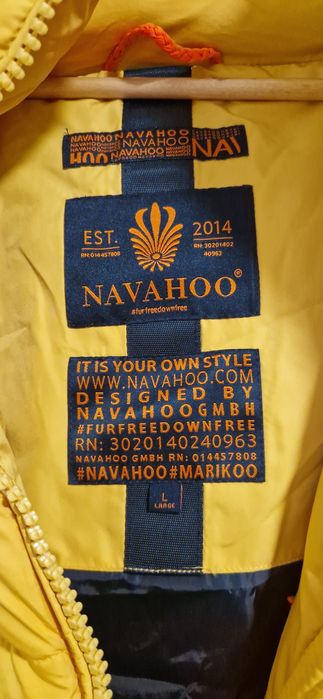 NAVAHOO NAVAHOO NAVAHOO
HOO NAVAHOO NAV
EST. 2014
RN: 014457808 RN: 30201402
40963
NAVAHOO®
#furfreedownfree
IT IS YOUR OWN STYLE
WWW.NAVAHOO.COM
DESIGNED BY
NAVAHOOGMBH
#FURFREEDOWNFREE
RN: 3020140240963
NAVAHOO GMBH RN: 014457808
#NAVAHOO#MARIKOO
L
LARGE